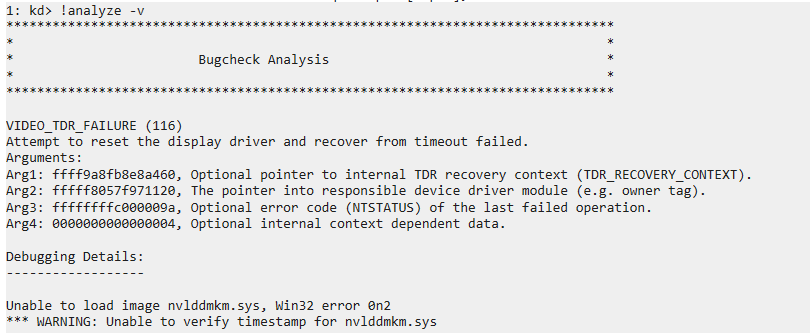 1: kd> !analyze -v
*******************************************************************************
*                                                                             *
*                        Bugcheck Analysis                                    *
*                                                                             *
*******************************************************************************
VIDEO_TDR_FAILURE (116)
Attempt to reset the display driver and recover from timeout failed.
Arguments:
Arg1: ffff9a8fb8e8a460, Optional pointer to internal TDR recovery context (TDR_RECOVERY_CONTEXT).
Arg2: fffff8057f971120, The pointer into responsible device driver module (e.g. owner tag).
Arg3: ffffffffc000009a, Optional error code (NTSTATUS) of the last failed operation.
Arg4: 0000000000000004, Optional internal context dependent data.
Debugging Details:
------------------
Unable to load image nvlddmkm.sys, Win32 error 0n2
*** WARNING: Unable to verify timestamp for nvlddmkm.sys